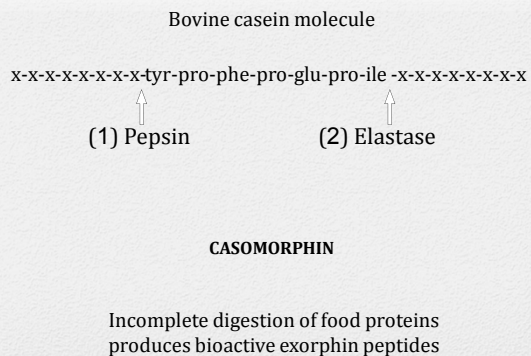 Bovine casein molecule
x-x-x-x-x-x-x-x-tyr-pro-phe-pro-glu-pro-ile -x-x-x-x-x-x-x-x
(1) Pepsin (2) Elastase
CASOMORPHIN
Incomplete digestion of food proteins
produces bioactive exorphin peptides